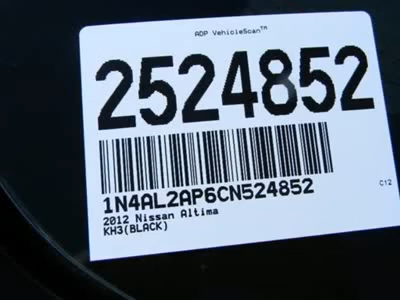 ADP VehicleScan™
2524852
1N4AL2AP6CN524852
2012 Nissan Altima
KH3(BLACK)
C12